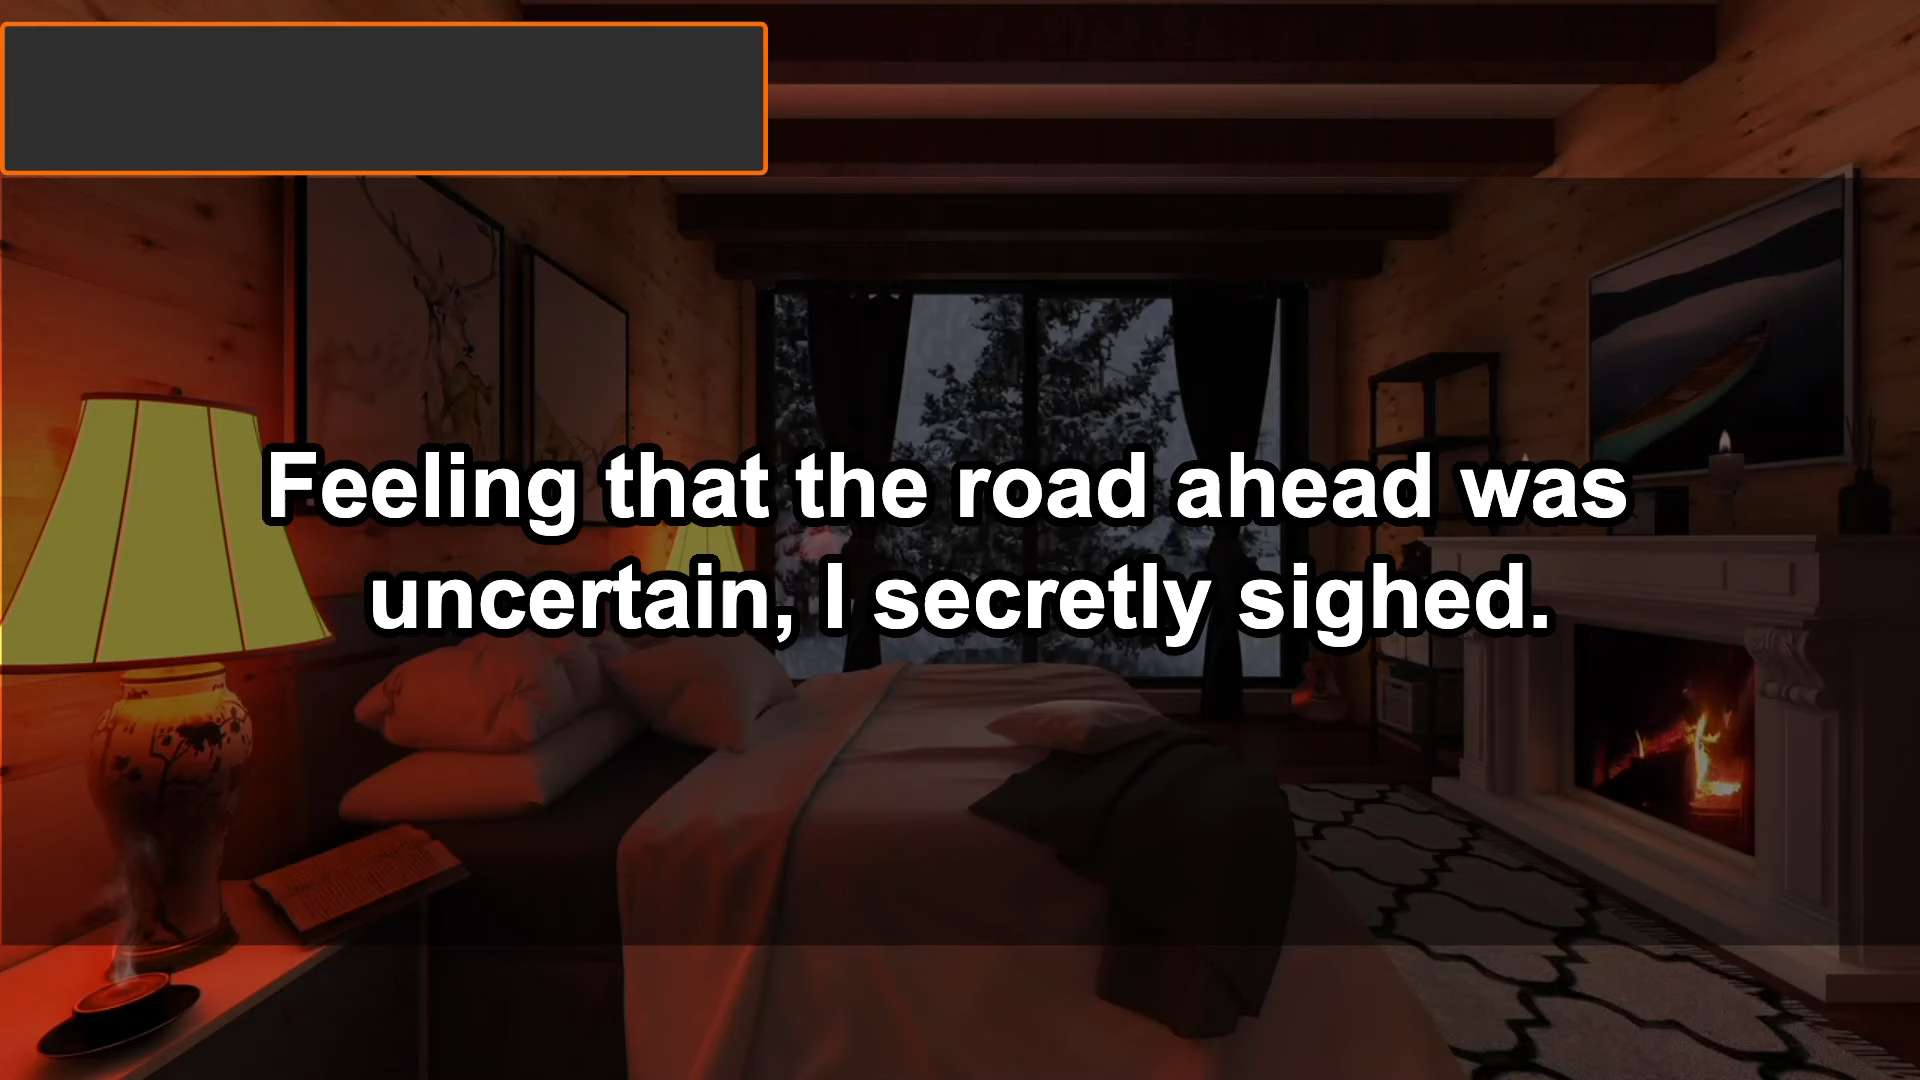 Feeling that the road ahead was
uncertain, I secretly sighed.